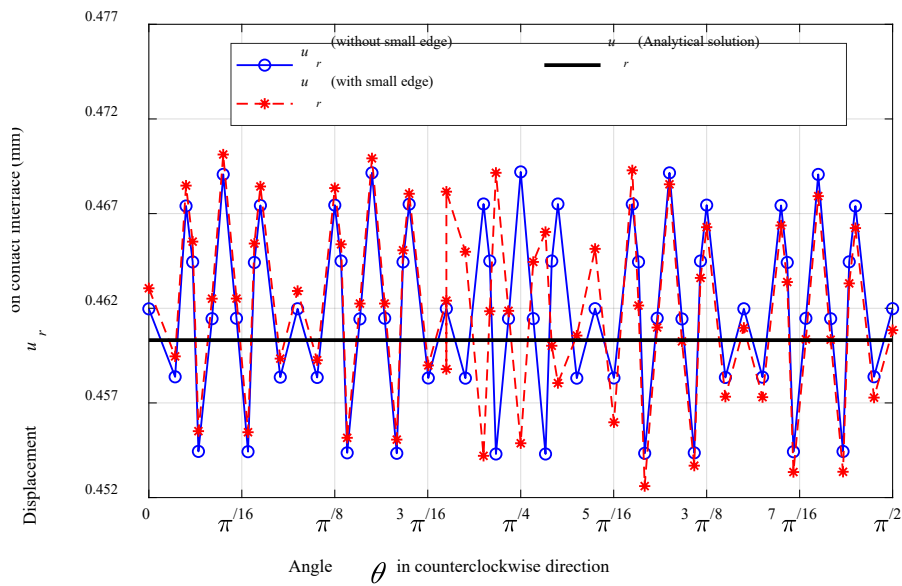 0.477
0.472
0.467
0.462
0.457
0.452
Displacement u r on contact interface (mm)
u r (without small edge)
u r (with small edge)
u r (Analytical solution)
0 π/16 π/8 3 π/16 π/4 5 π/16 3 π/8 7 π/16 π/2
Angle θ in counterclockwise direction